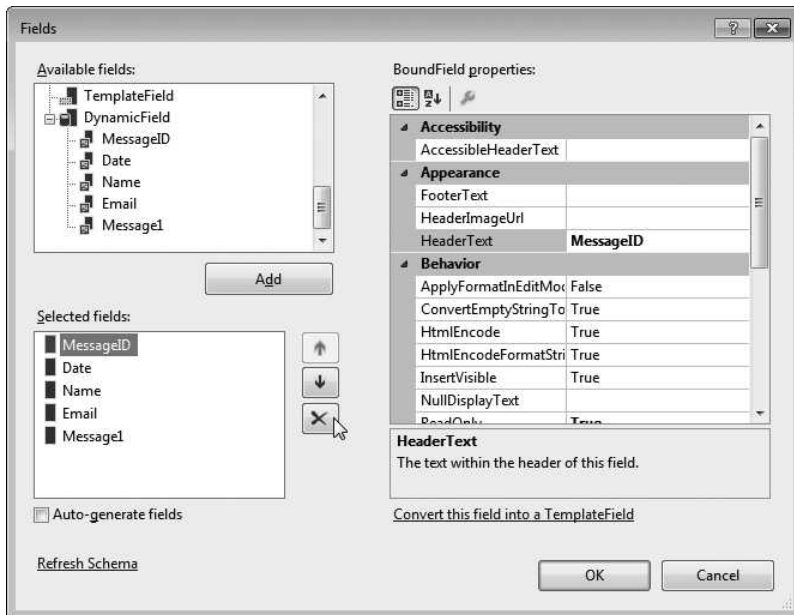 Fields
Available fields:
TemplateField
DynamicField
MessageID
Date
Name
Email
Message1
Add
Selected fields:
MessageID
Date
Name
Email
Message1
Auto-generate fields
Refresh Schema
BoundField properties:
Accessibility
AccessibleHeaderText
Appearance
FooterText
HeaderImageUrl
HeaderText MessageID
Behavior
ApplyFormatInEditMod False
ConvertEmptyStringTo True
HtmlEncode True
HtmlEncodeFormatStri True
InsertVisible True
NullDisplayText
ReadOnly True
HeaderText
The text within the header of this field.
Convert this field into a TemplateField
OK Cancel